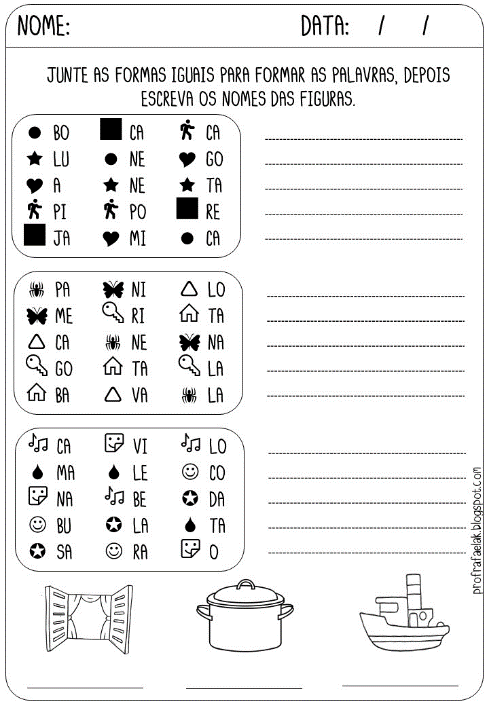 NOME: DATA: / /
JUNTE AS FORMAS IGUAIS PARA FORMAR AS PALAVRAS, DEPOIS
ESCREVA OS NOMES DAS FIGURAS.
BO CA CA
LU NE GO
A NE TA
PI PO RE
JA MI CA
PA NI LO
ME RI TA
CA NE NA
GO TA LA
BA VA LA
CA VI LO
MA LE CO
NA BE DA
BU LA TA
SA RA O
profrafaelak.blogspot.com